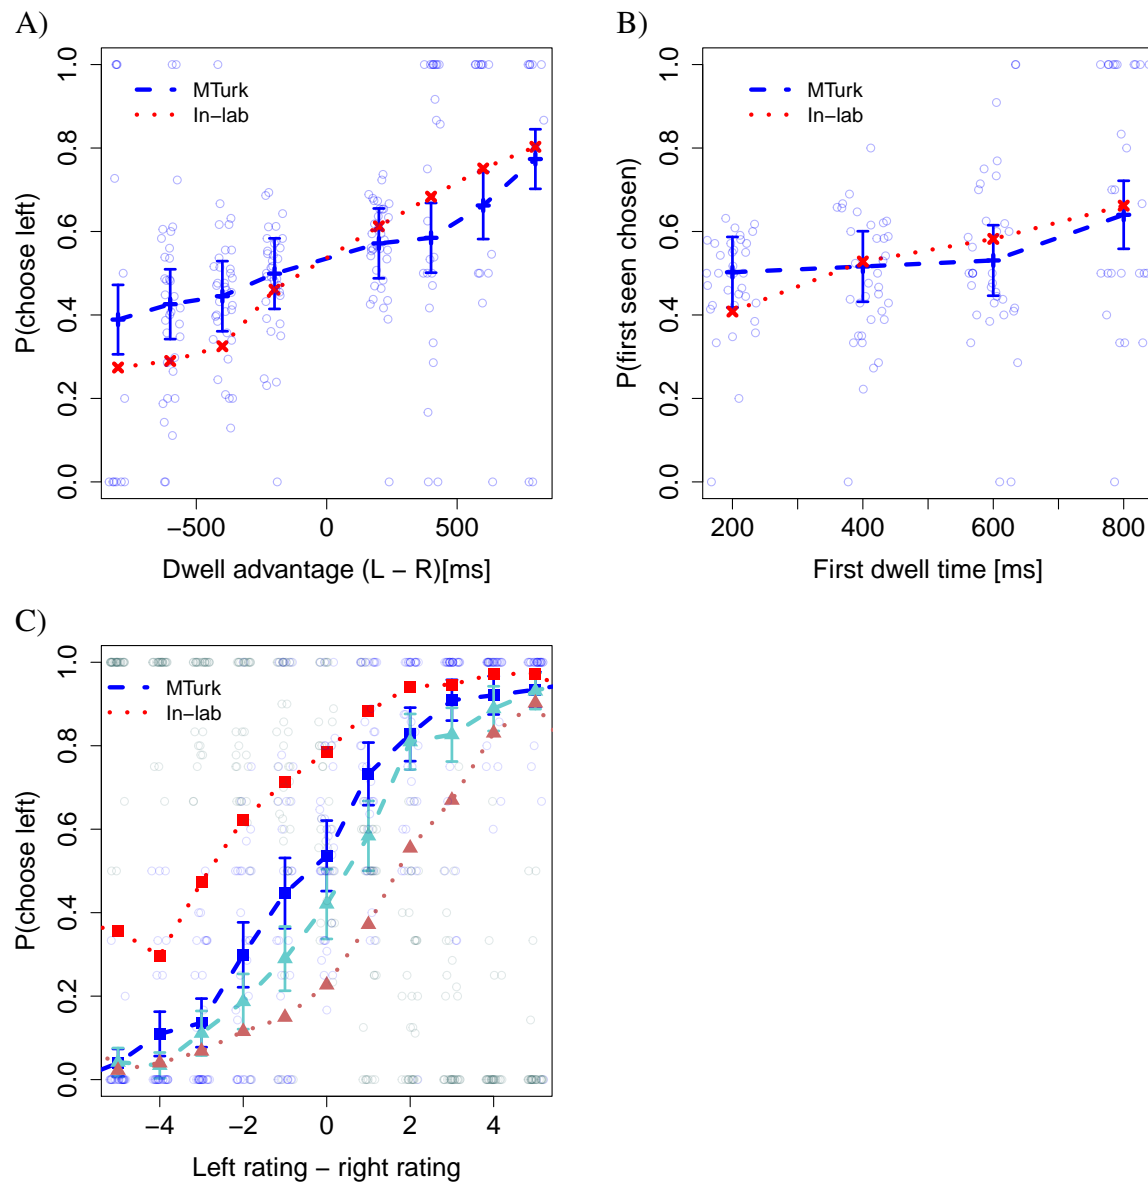 A)
P(choose left)
1.0
0.8
0.6
0.4
0.2
0.0
MTurk
In−lab
−500
0
500
Dwell advantage (L − R)[ms]
B)
P(first seen chosen)
1.0
0.8
0.6
0.4
0.2
0.0
MTurk
In−lab
200
400
600
800
First dwell time [ms]
C)
P(choose left)
1.0
0.8
0.6
0.4
0.2
0.0
MTurk
In−lab
−4
−2
0
2
4
Left rating − right rating